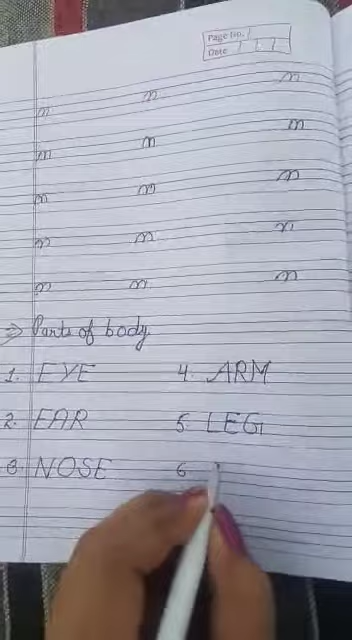 Page No.
Date
m m m
m m m
m m m
m m n
m m m
⇒ Parts of body
1. EYE 4. ARM
2. EAR 5. LEG
3. NOSE 6.